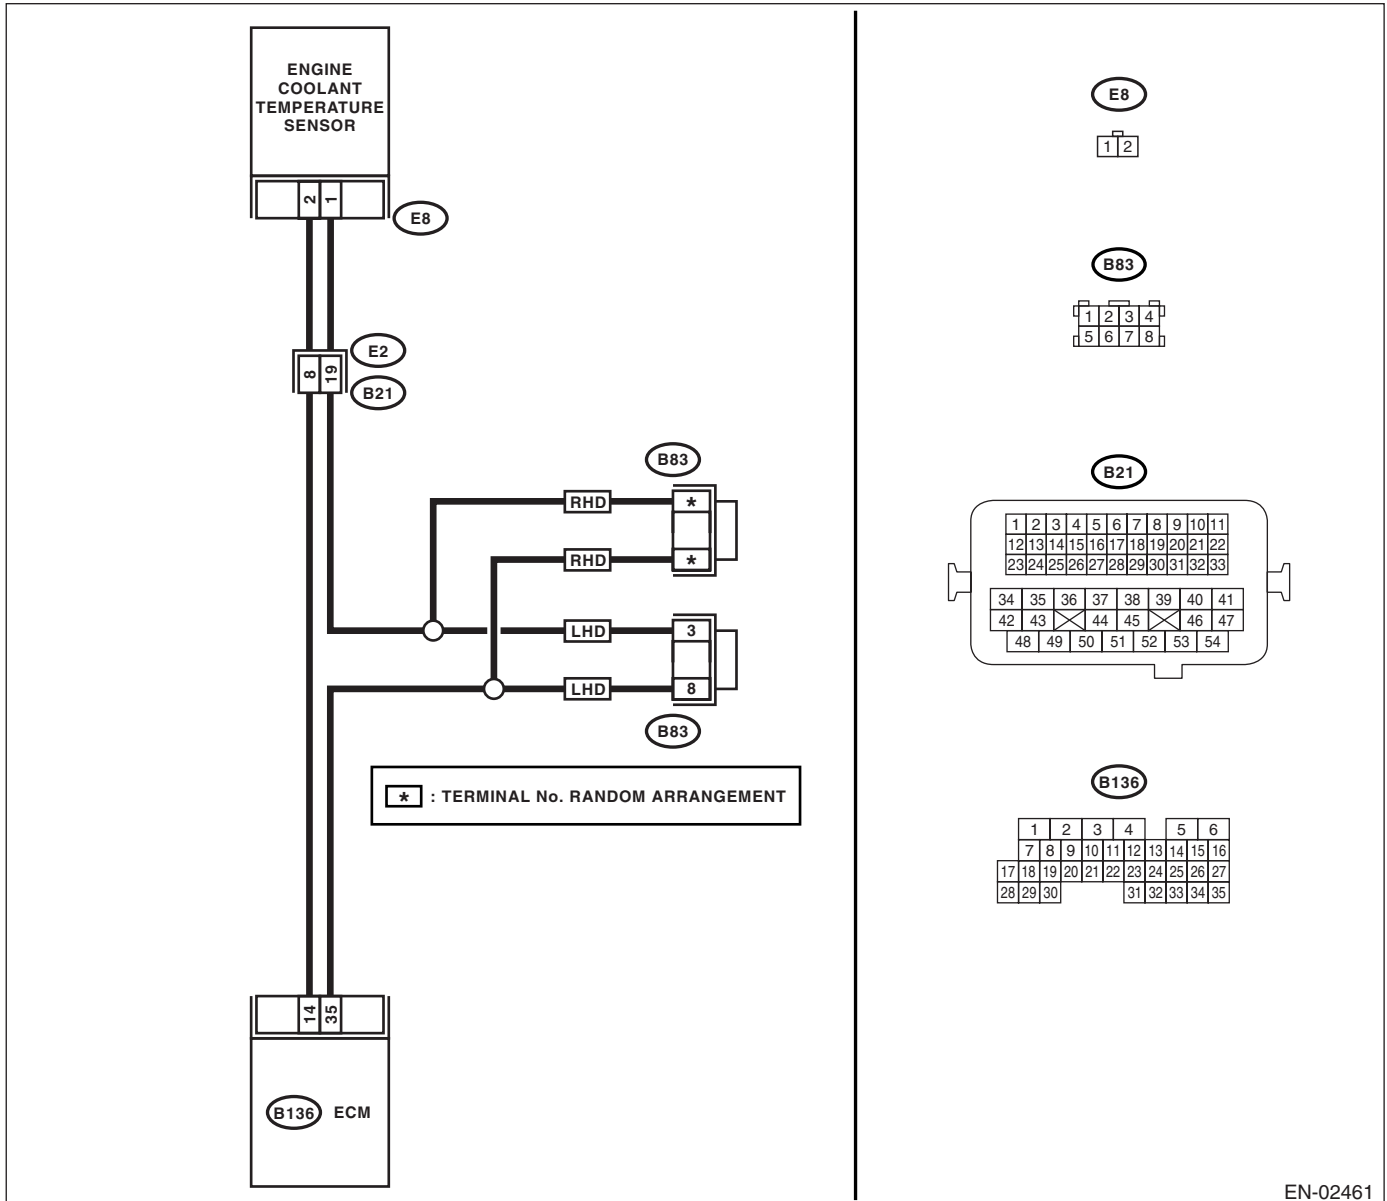 ENGINE
COOLANT
TEMPERATURE
SENSOR
2 1
E8
E2
8 19
B21
B83
RHD *
RHD *
LHD 3
LHD 8
B83
* : TERMINAL No. RANDOM ARRANGEMENT
14 35
B136 ECM
E8
1 2
B83
1 2 3 4
5 6 7 8
B21
1 2 3 4 5 6 7 8 9 10 11
12 13 14 15 16 17 18 19 20 21 22
23 24 25 26 27 28 29 30 31 32 33
34 35 36 37 38 39 40 41
42 43 44 45 46 47
48 49 50 51 52 53 54
B136
1 2 3 4 5 6
7 8 9 10 11 12 13 14 15 16
17 18 19 20 21 22 23 24 25 26 27
28 29 30 31 32 33 34 35
EN-02461